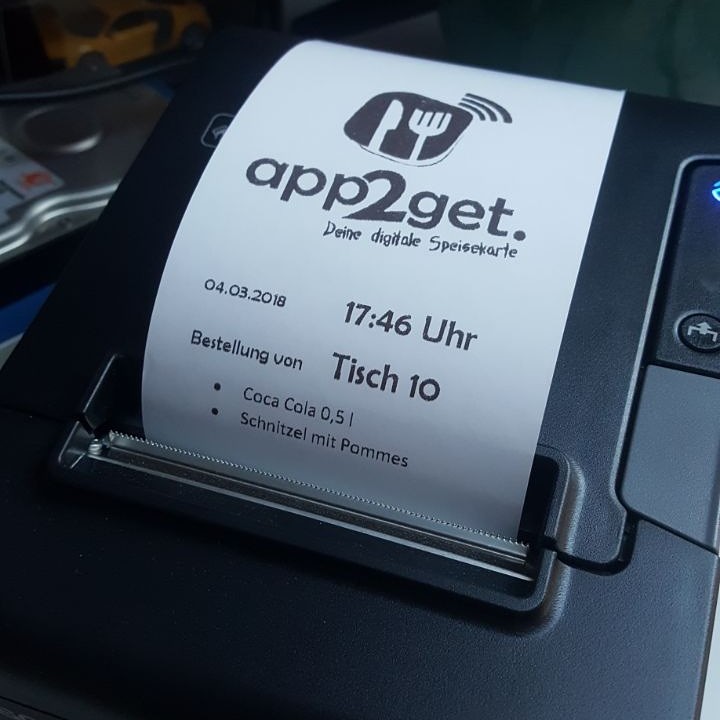 app2get.
Deine digitale Speisekarte
04.03.2018 17:46 Uhr
Bestellung von Tisch 10
• Coca Cola 0,5 l
• Schnitzel mit Pommes